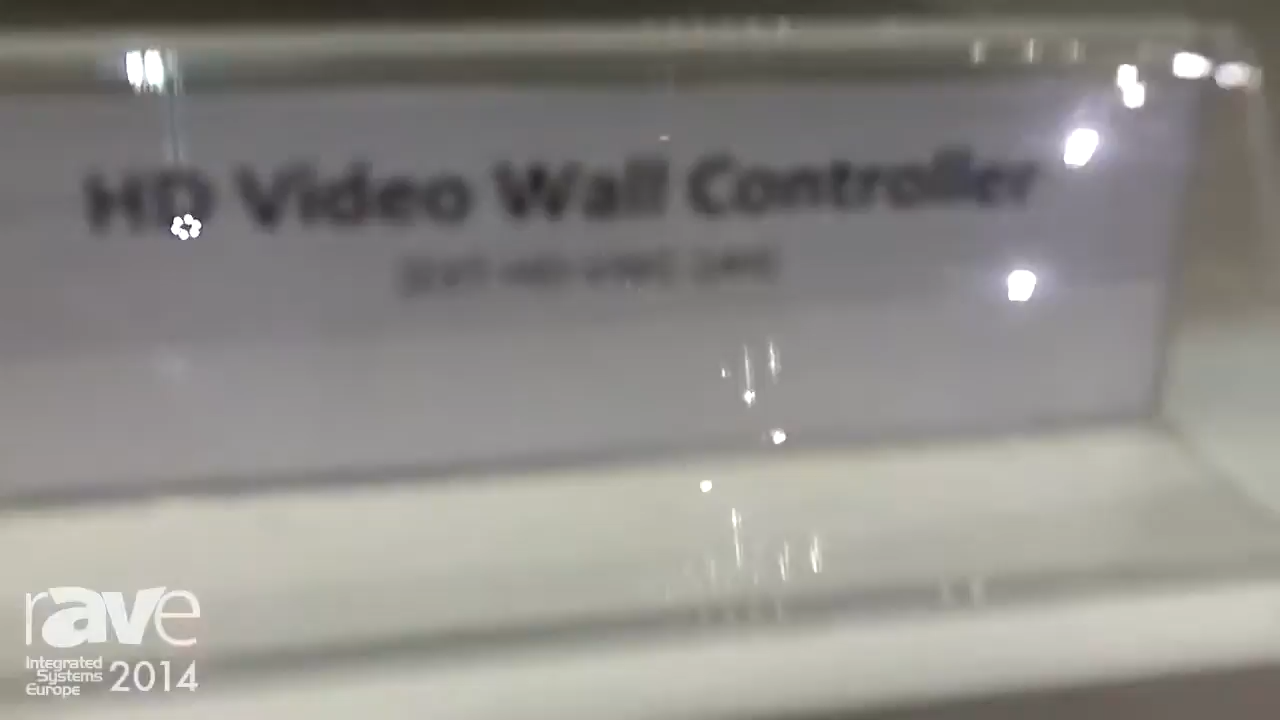 HD Video Wall Controller
rave
Integrated
Systems
Europe 2014